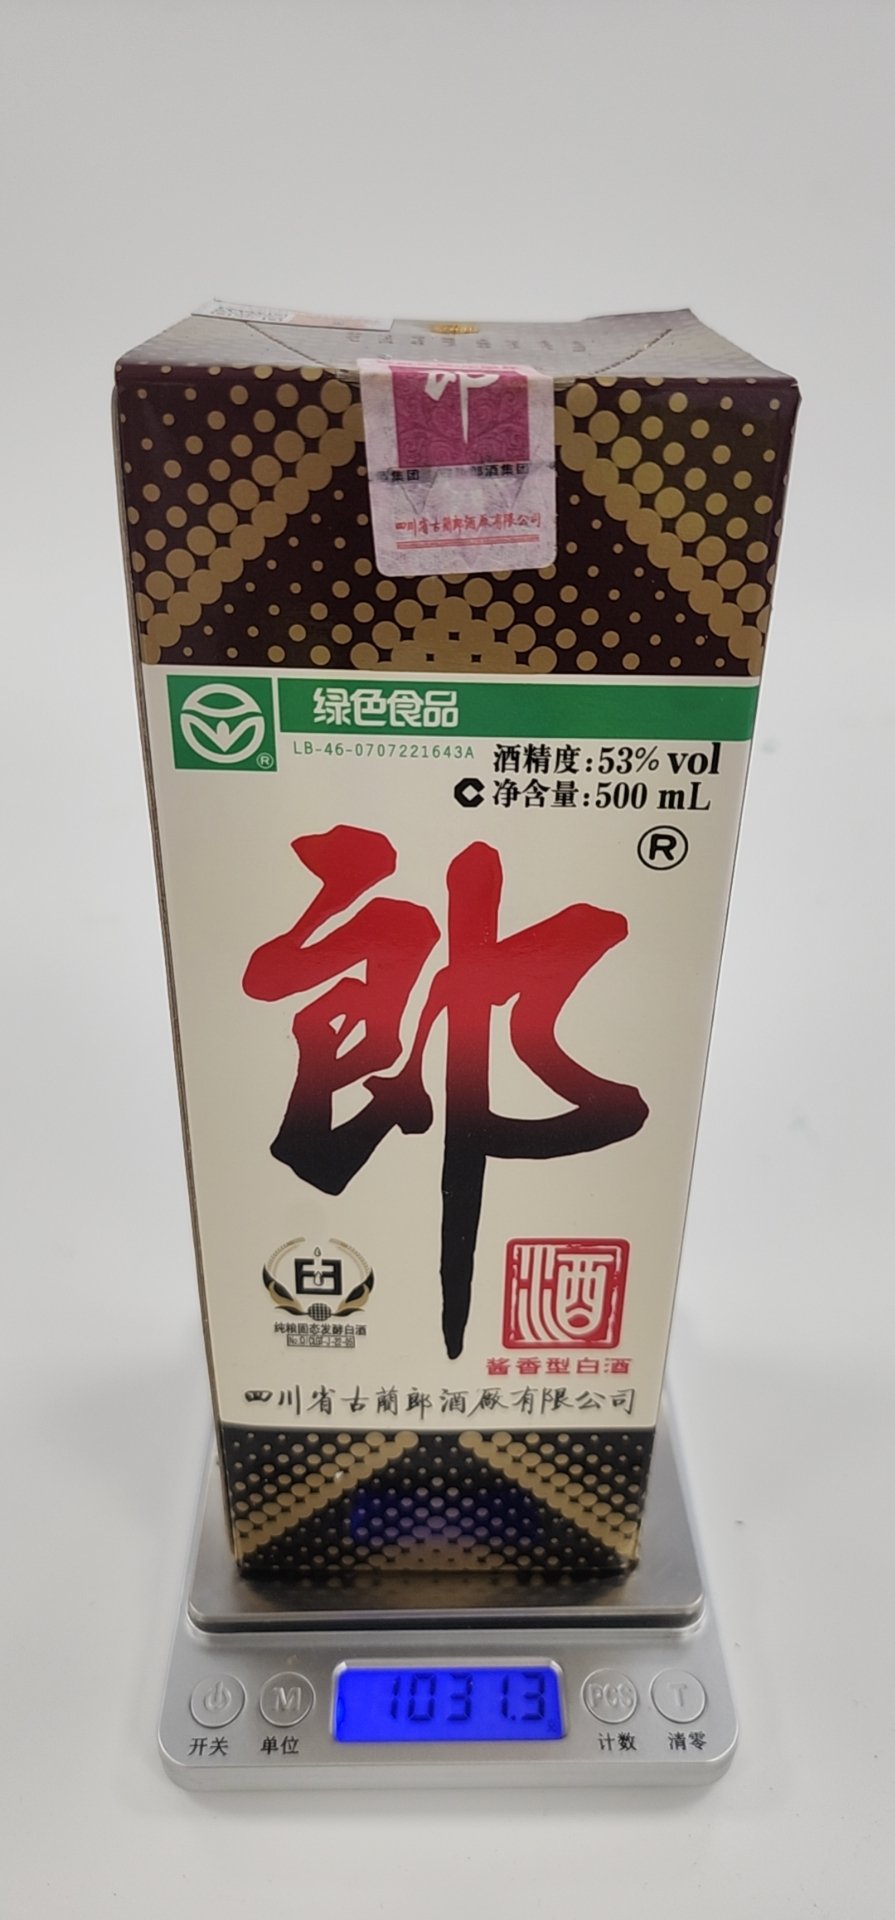 郎
酒集团
四川省古蔺郎酒厂有限公司
绿色食品
®
LB-46-0707221643A
酒精度:53% vol
净含量:500 mL
®
郎
酒
纯粮固态发酵白酒
酱香型白酒
四川省古蔺郎酒厰有限公司
1031.3
M PCS T
开关 单位 计数 清零